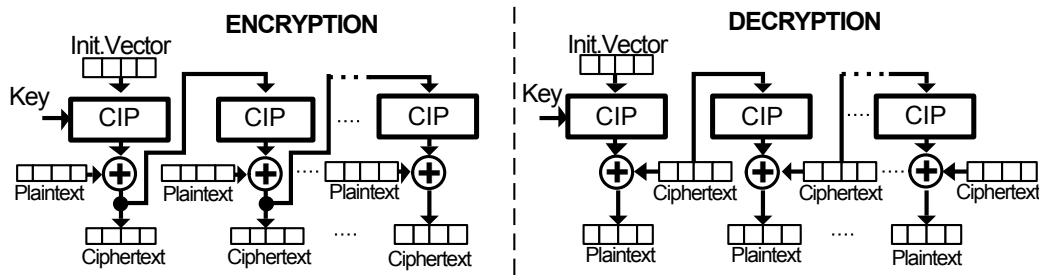 ENCRYPTION
Init.Vector
Key
CIP
CIP
....
CIP
Plaintext
Plaintext
....
Plaintext
Ciphertext
Ciphertext
....
Ciphertext
DECRYPTION
Init.Vector
Key
CIP
CIP
....
CIP
Ciphertext
Ciphertext
....
Ciphertext
Plaintext
Plaintext
....
Plaintext